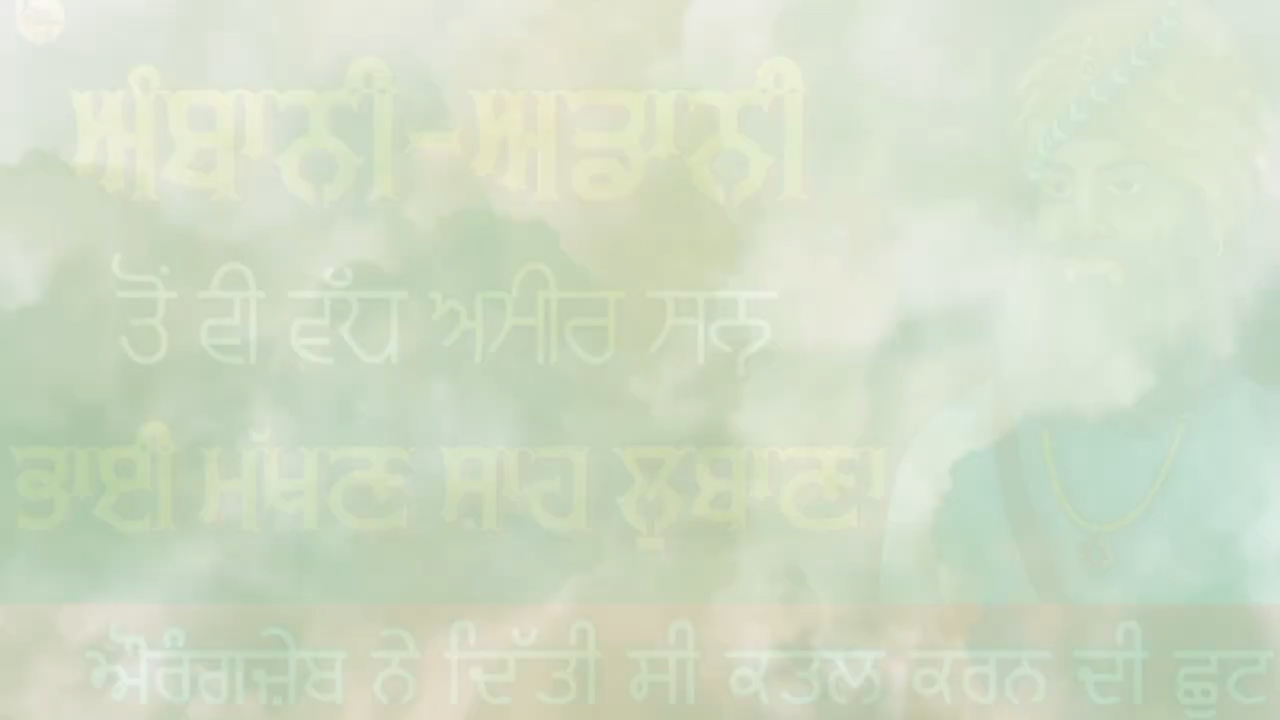 ਅੰਬਾਨੀ-ਅਡਾਨੀ
ਤੋਂ ਵੀ ਵੱਧ ਅਮੀਰ ਸਨ
ਭਾਈ ਮੱਖਣ ਸ਼ਾਹ ਲੁਬਾਣਾ
ਔਰੰਗਜ਼ੇਬ ਨੇ ਦਿੱਤੀ ਸੀ ਕਤਲ ਕਰਨ ਦੀ ਛੂਟ